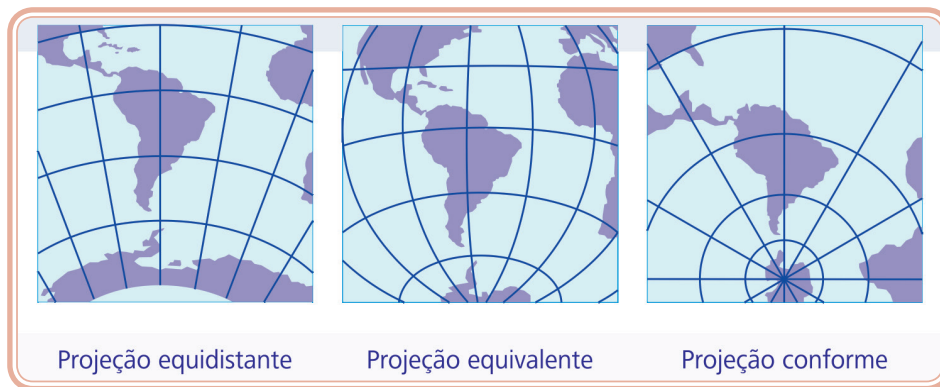 Projeção equidistante
Projeção equivalente
Projeção conforme